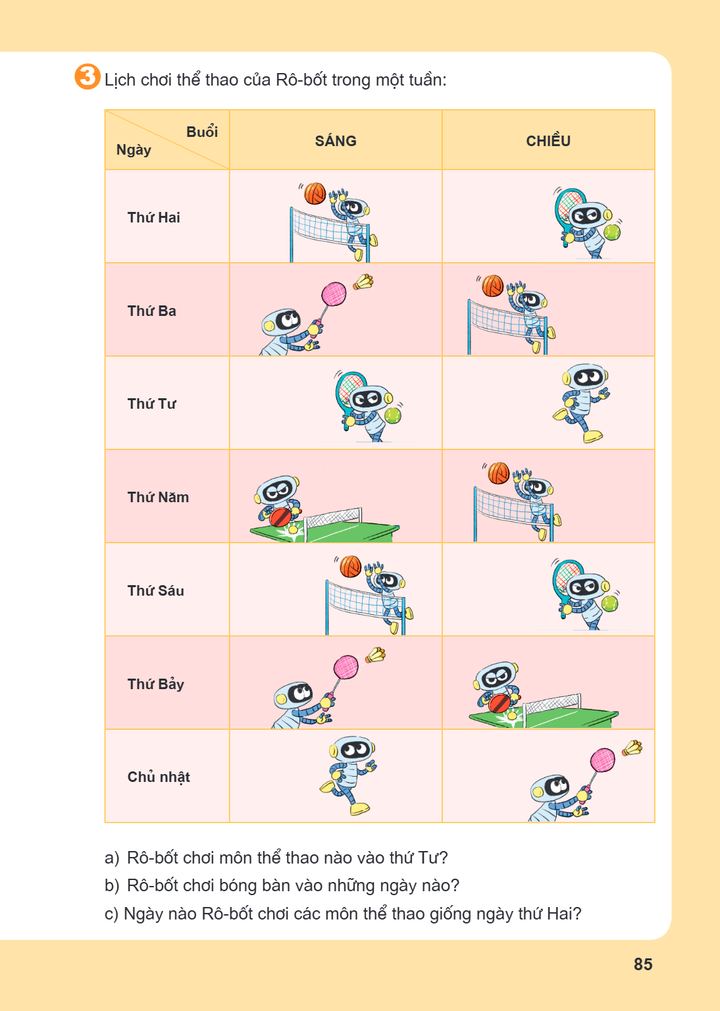 3 Lịch chơi thể thao của Rô-bốt trong một tuần:
Buổi
Ngày
SÁNG
CHIỀU
Thứ Hai
Thứ Ba
Thứ Tư
Thứ Năm
Thứ Sáu
Thứ Bảy
Chủ nhật
a) Rô-bốt chơi môn thể thao nào vào thứ Tư?
b) Rô-bốt chơi bóng bàn vào những ngày nào?
c) Ngày nào Rô-bốt chơi các môn thể thao giống ngày thứ Hai?
85